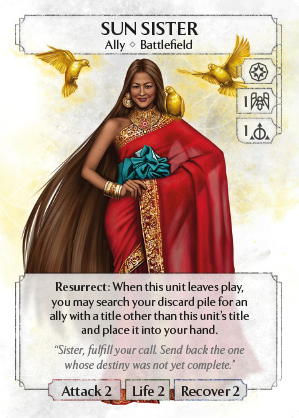 SUN SISTER
Ally ⬦ Battlefield
1
1
Resurrect: When this unit leaves play,
you may search your discard pile for an
ally with a title other than this unit's title
and place it into your hand.
"Sister, fulfill your call. Send back the one
whose destiny was not yet complete."
Attack 2 Life 2 Recover 2